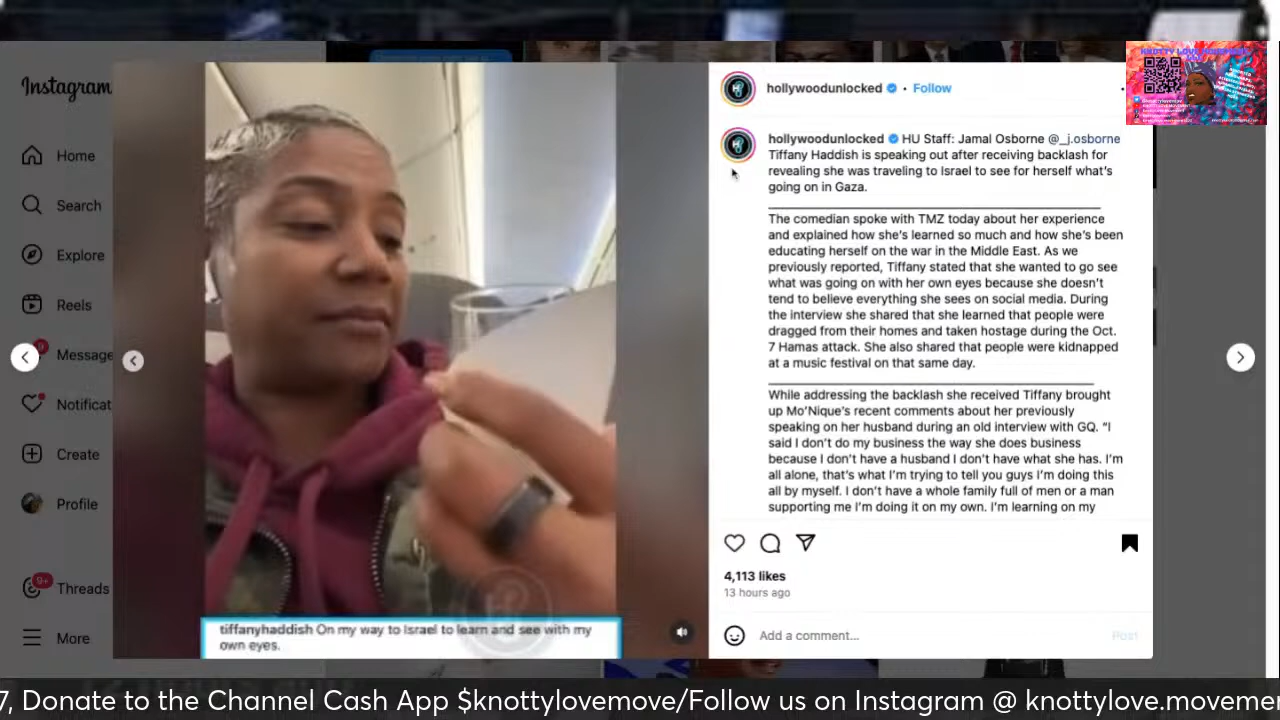 KNOTTY LOVE MOVEMENT
Instagram
Home
Search
Explore
Reels
9
Message
Notificat
Create
Profile
9+
Threads
More
tiffanyhaddish On my way to Israel to learn and see with my
own eyes.
hollywoodunlocked • Follow
hollywoodunlocked HU Staff: Jamal Osborne @_j.osborne
Tiffany Haddish is speaking out after receiving backlash for
revealing she was traveling to Israel to see for herself what's
going on in Gaza.
The comedian spoke with TMZ today about her experience
and explained how she's learned so much and how she's been
educating herself on the war in the Middle East. As we
previously reported, Tiffany stated that she wanted to go see
what was going on with her own eyes because she doesn't
tend to believe everything she sees on social media. During
the interview she shared that she learned that people were
dragged from their homes and taken hostage during the Oct.
7 Hamas attack. She also shared that people were kidnapped
at a music festival on that same day.
While addressing the backlash she received Tiffany brought
up Mo'Nique's recent comments about her previously
speaking on her husband during an old interview with GQ. "I
said I don't do my business the way she does business
because I don't have a husband I don't have what she has. I'm
all alone, that's what I'm trying to tell you guys I'm doing this
all by myself. I don't have a whole family full of men or a man
supporting me I'm doing it on my own. I'm learning on my
4,113 likes
13 hours ago
Add a comment...
Post
7, Donate to the Channel Cash App $knottylovemove/Follow us on Instagram @ knottylove.movemen